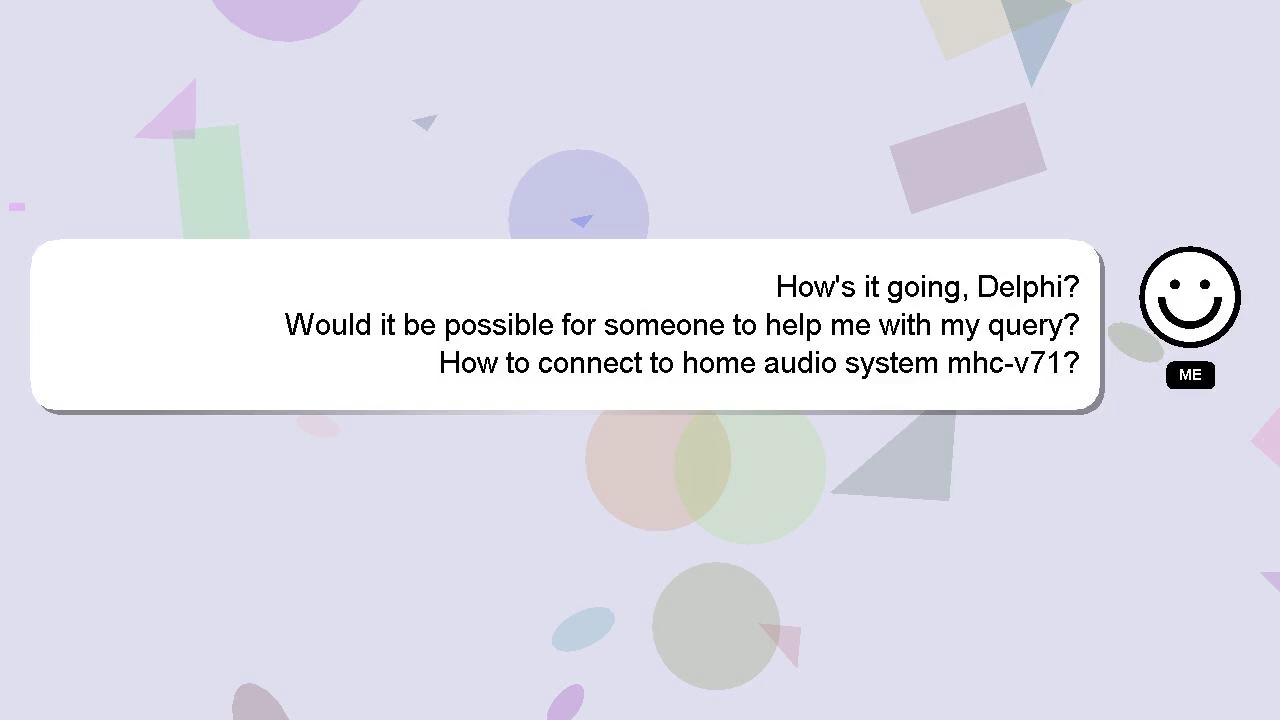 How's it going, Delphi?
Would it be possible for someone to help me with my query?
How to connect to home audio system mhc-v71?
ME